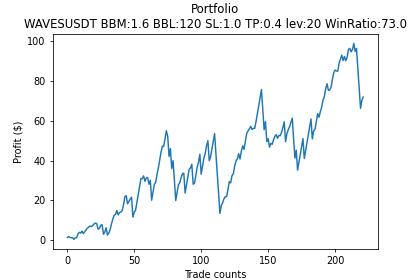 Portfolio
WAVESUSDT BBM:1.6 BBL:120 SL:1.0 TP:0.4 lev:20 WinRatio:73.0
100
80
60
40
20
0
Profit ($)
0 50 100 150 200
Trade counts